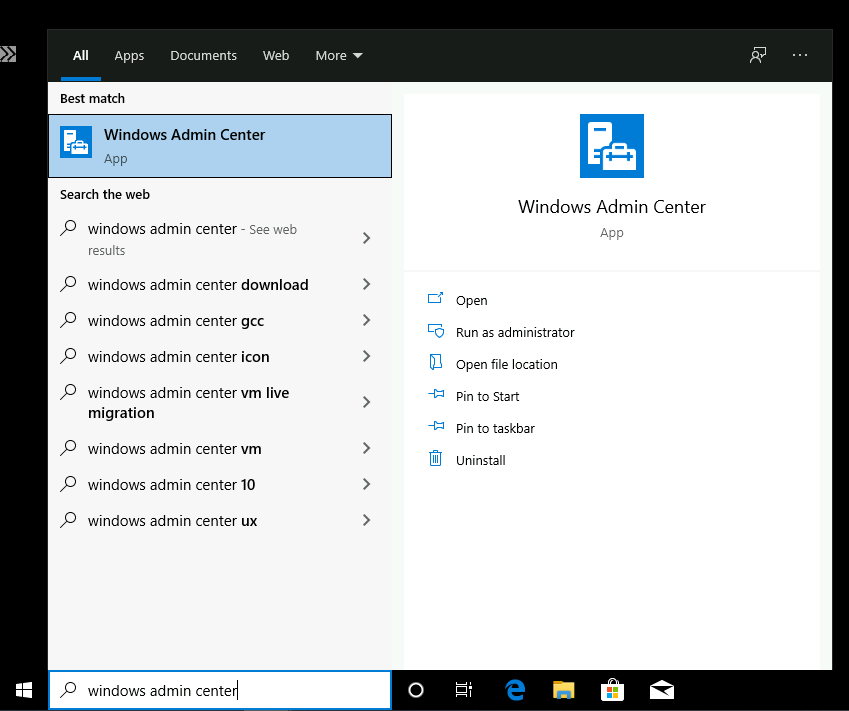 All Apps Documents Web More
Best match
Windows Admin Center
App
Search the web
windows admin center - See web
results
windows admin center download
windows admin center gcc
windows admin center icon
windows admin center vm live
migration
windows admin center vm
windows admin center 10
windows admin center ux
Windows Admin Center
App
Open
Run as administrator
Open file location
Pin to Start
Pin to taskbar
Uninstall
windows admin center